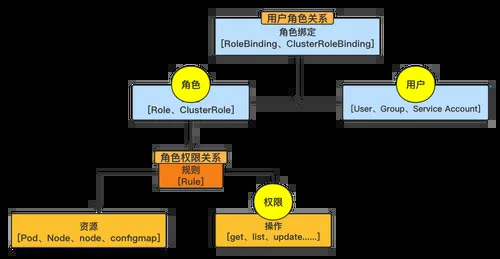 用户角色关系
角色绑定
[RoleBinding、ClusterRoleBinding]
角色
[Role、ClusterRole]
用户
[User、Group、Service Account]
角色权限关系
规则
[Rule]
权限
资源
[Pod、Node、node、configmap]
操作
[get、list、update......]